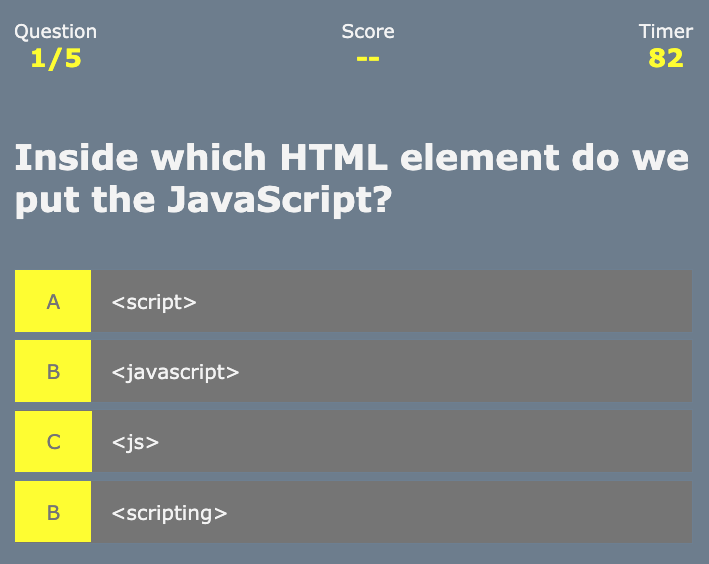 Question Score Timer
1/5 -- 82
Inside which HTML element do we
put the JavaScript?
A <script>
B <javascript>
C <js>
B <scripting>